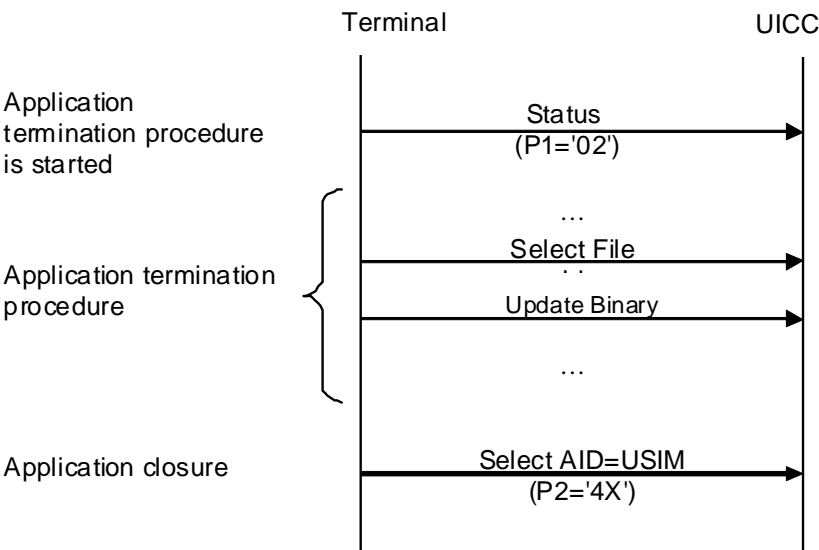 Terminal
UICC
Application
termination procedure
is started
Status
(P1='02')
...
Select File
. .
Application termination
procedure
Update Binary
...
Application closure
Select AID=USIM
(P2='4X')